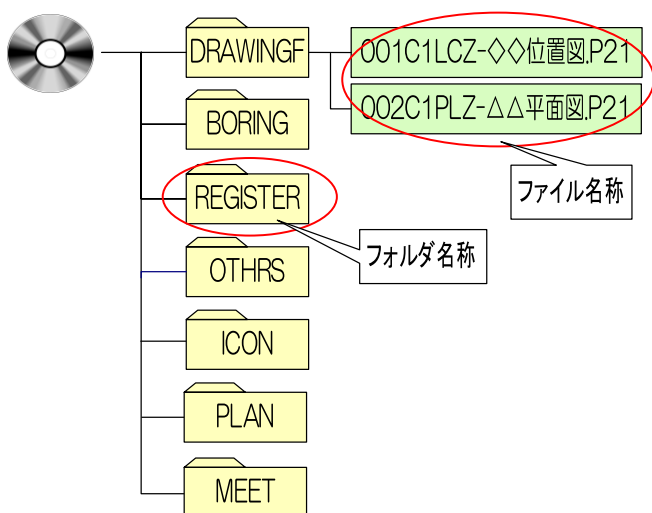 DRAWINGF
001C1LCZ-◇◇位置図.P21
002C1PLZ-△△平面図.P21
BORING
ファイル名称
REGISTER
フォルダ名称
OTHRS
ICON
PLAN
MEET